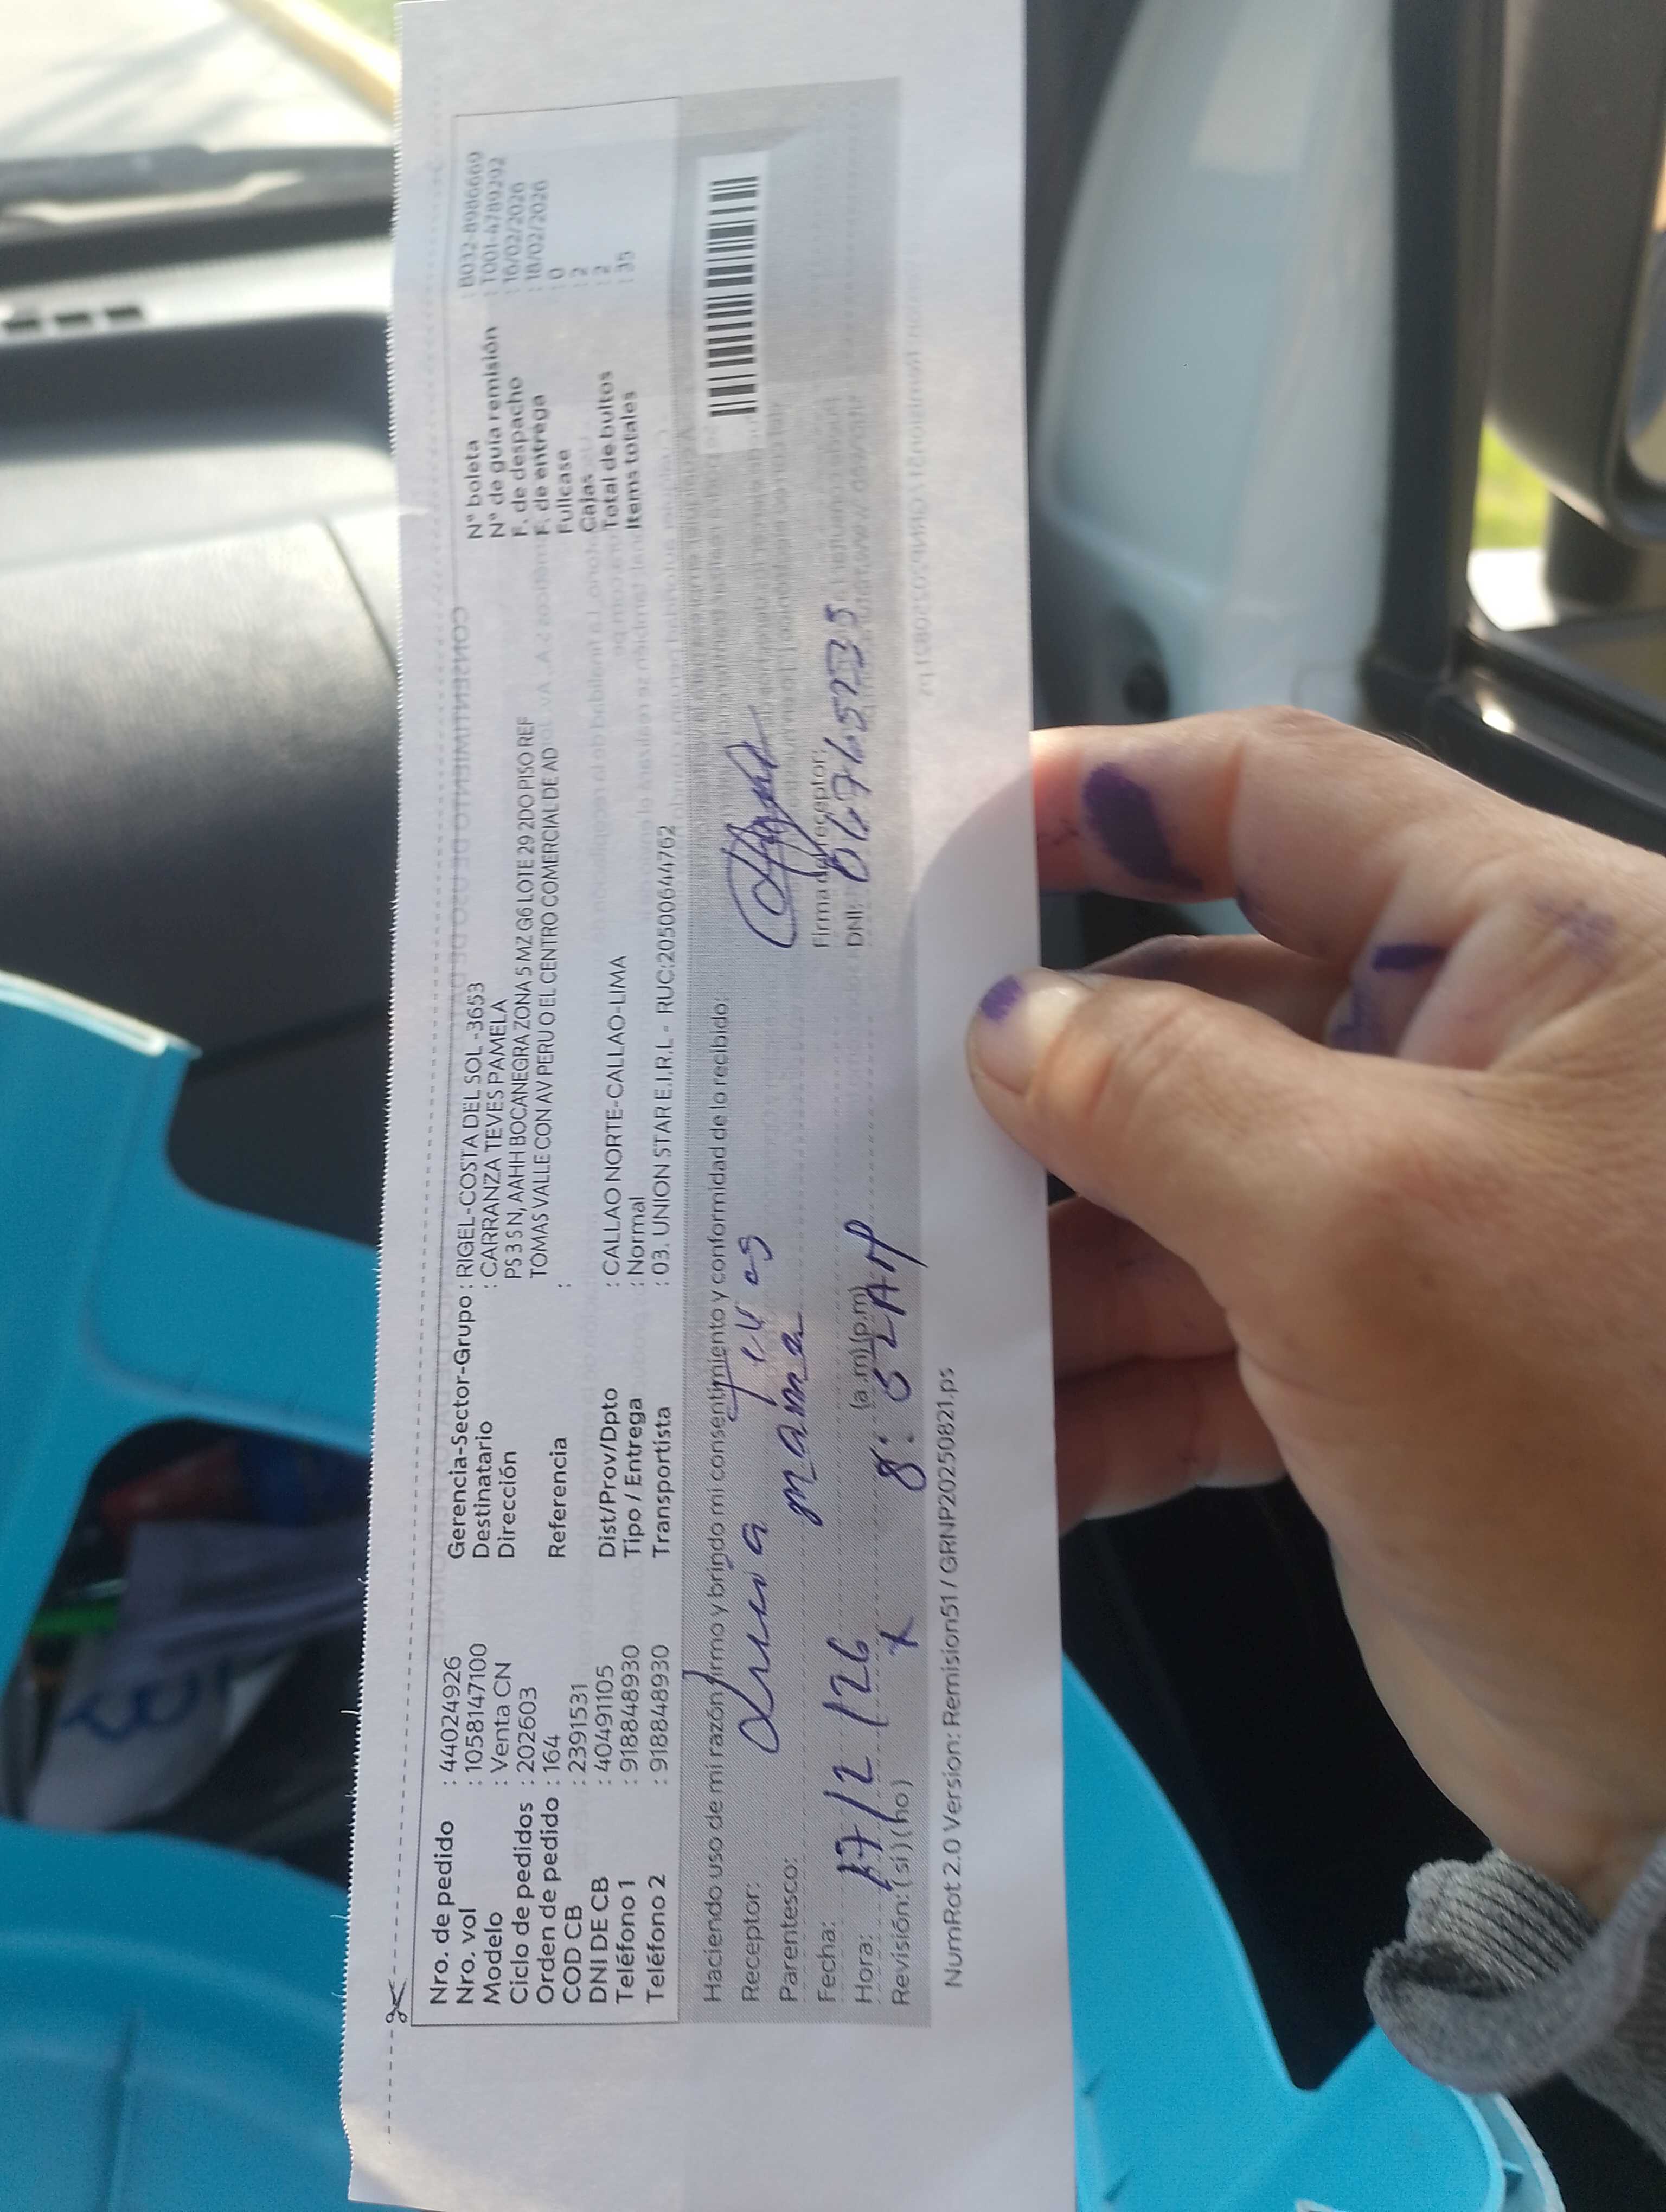 Nro. de pedido : 44024926
Nro. vol : 1058147100
Modelo : Venta CN
Ciclo de pedidos : 202603
Orden de pedido : 164
COD CB : 2391531
DNI DE CB : 40491105
Teléfono 1 : 918848930
Teléfono 2 : 918848930
Gerencia-Sector-Grupo : RIGEL-COSTA DEL SOL -3653
Destinatario : CARRANZA TEVES PAMELA
Dirección PS 3 S N, AAHH BOCANEGRA ZONA 5 MZ G6 LOTE 29 2DO PISO REF
TOMAS VALLE CON AV PERU O EL CENTRO COMERCIAL DE AD
Referencia :
Dist/Prov/Dpto : CALLAO NORTE-CALLAO-LIMA
Tipo / Entrega : Normal
Transportista : 03. UNION STAR E.I.R.L - RUC:20500644762
N° boleta : B032-8986669
N° de guía remisión : T001-4789292
F. de despacho : 16/02/2026
F. de entrega : 18/02/2026
Fullcase : 0
Cajas : 2
Total de bultos : 2
Items totales : 35
Haciendo uso de mi razón firmo y brindo mi consentimiento y conformidad de lo recibido:
Receptor:
Parentesco: mama
Fecha: 17/2/26
Hora: (a.m) (p.m) 8:52 AM
Revisión: (si) (no) x
Firma de receptor:
DNI:
NumRot 2.0 Version: Remision51 / GRNP20250821.ps